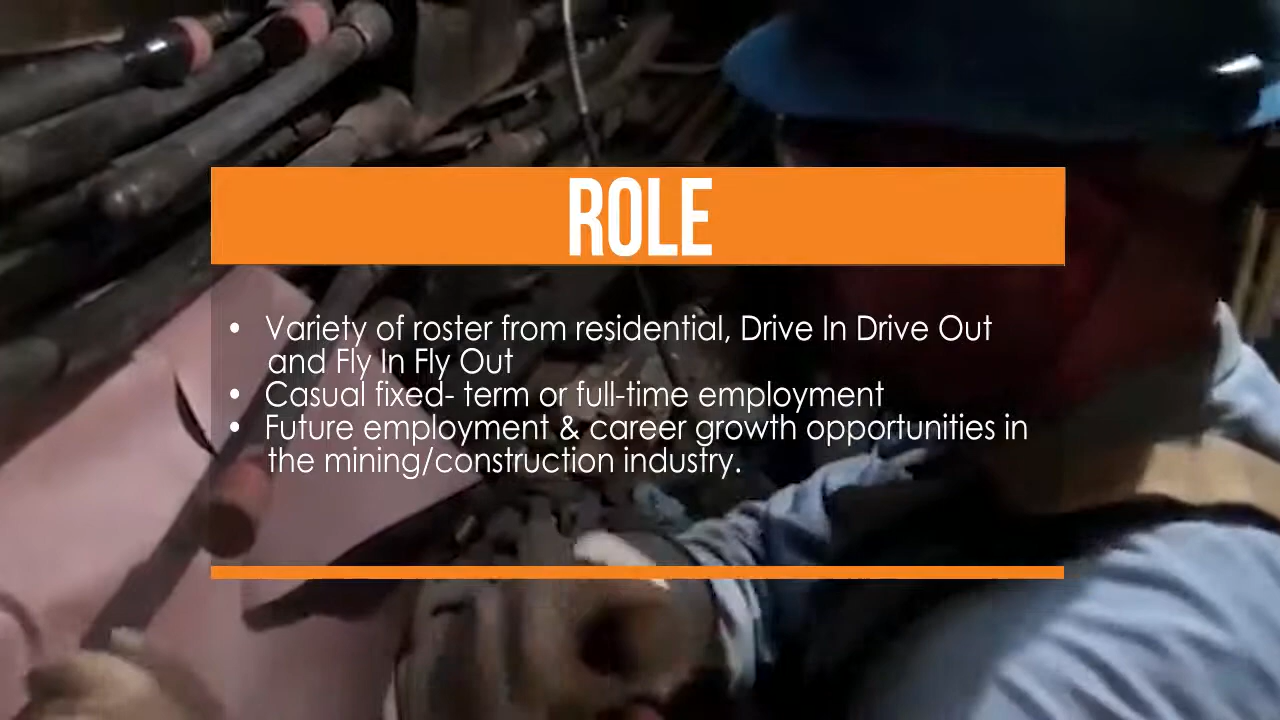 ROLE
• Variety of roster from residential, Drive In Drive Out
and Fly In Fly Out
• Casual fixed- term or full-time employment
• Future employment & career growth opportunities in
the mining/construction industry.